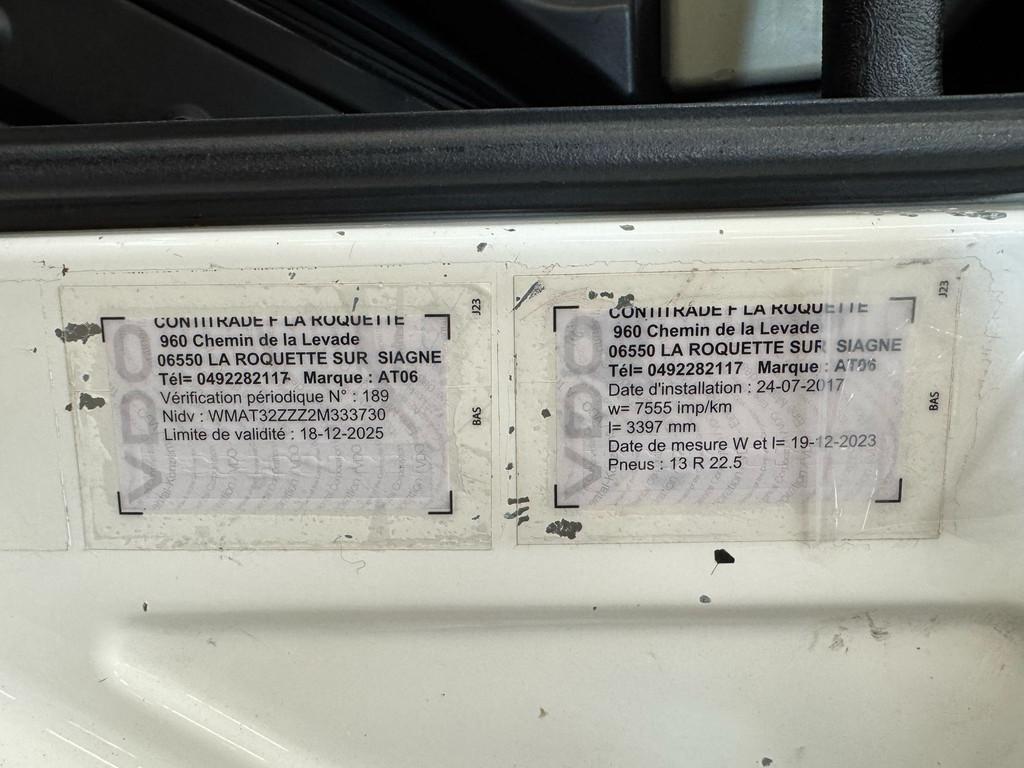 CONTITRADE F LA ROQUETTE
960 Chemin de la Levade
06550 LA ROQUETTE SUR SIAGNE
Tél= 0492282117 Marque : AT06
Vérification périodique N° : 189
Nidv : WMAT32ZZZ2M333730
Limite de validité : 18-12-2025
VDO
J23
BAS
CONTITRADE F LA ROQUETTE
960 Chemin de la Levade
06550 LA ROQUETTE SUR SIAGNE
Tél= 0492282117 Marque : AT06
Date d'installation : 24-07-2017
w= 7555 imp/km
l= 3397 mm
Date de mesure W et l= 19-12-2023
Pneus : 13 R 22.5
VDO
J23
BAS